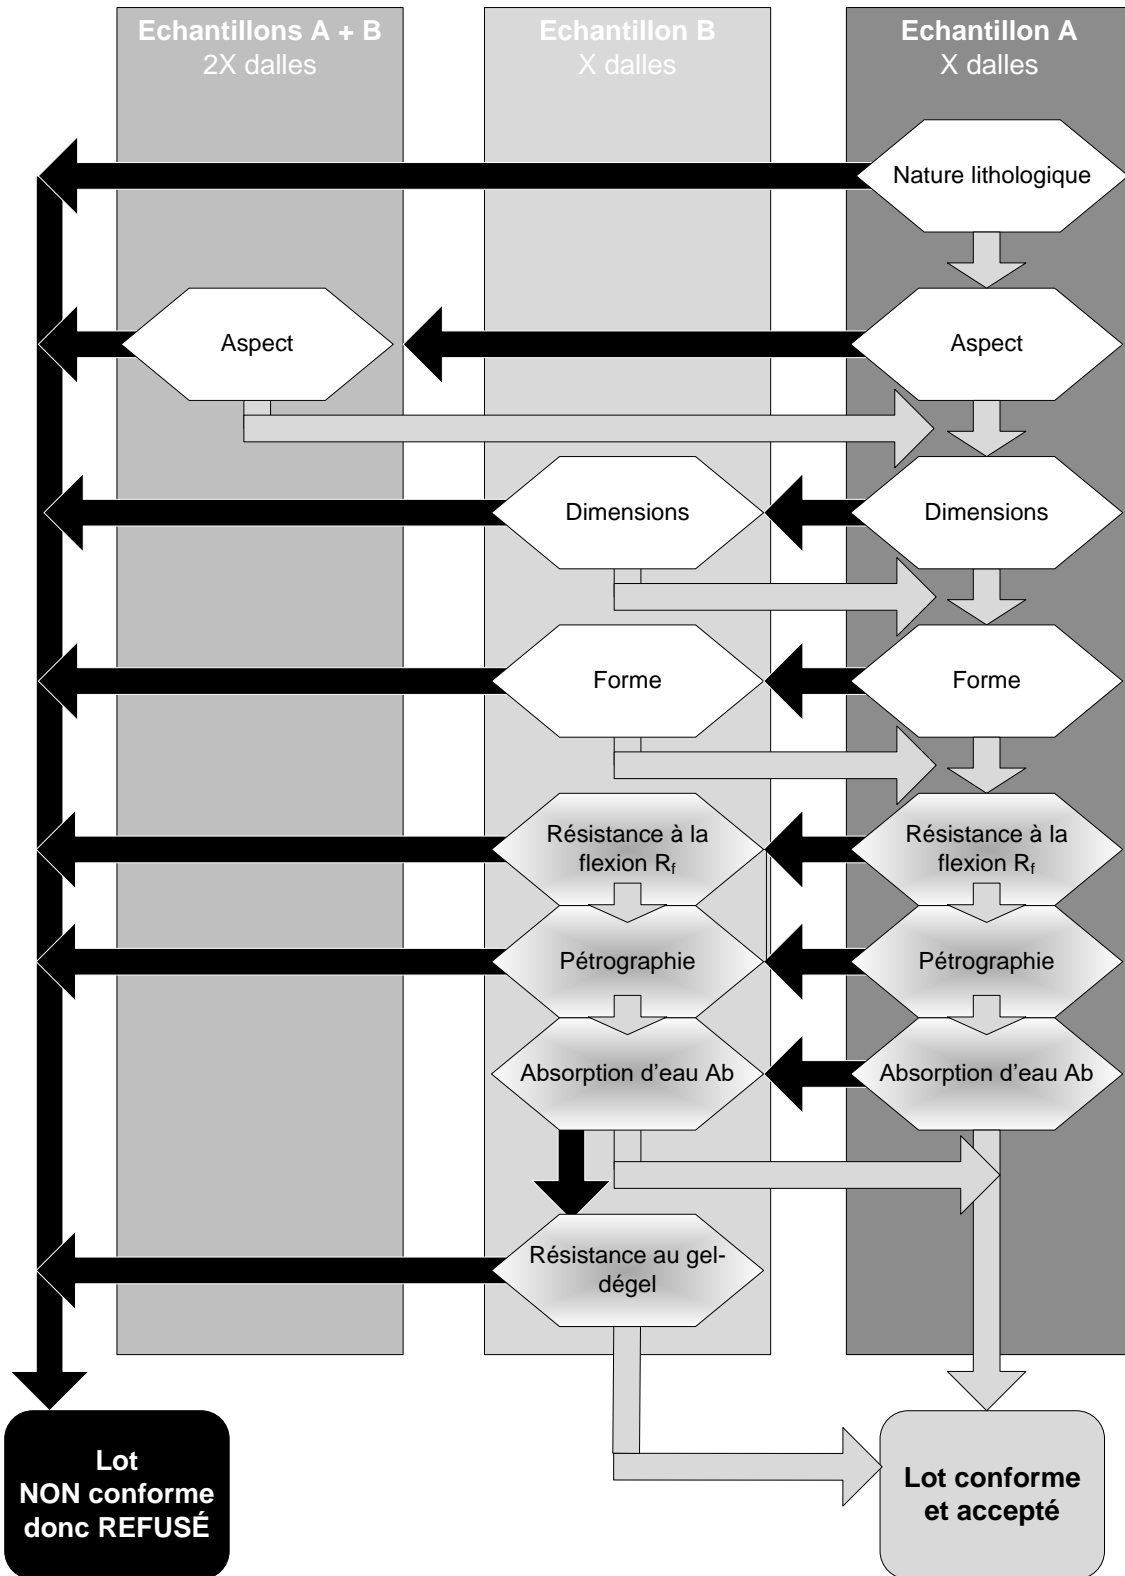 Echantillons A + B
2X dalles
Echantillon B
X dalles
Echantillon A
X dalles
Nature lithologique
Aspect
Aspect
Dimensions
Dimensions
Forme
Forme
Résistance à la
flexion Rf
Résistance à la
flexion Rf
Pétrographie
Pétrographie
Absorption d'eau Ab
Absorption d'eau Ab
Résistance au gel-
dégel
Lot
NON conforme
donc REFUSÉ
Lot conforme
et accepté